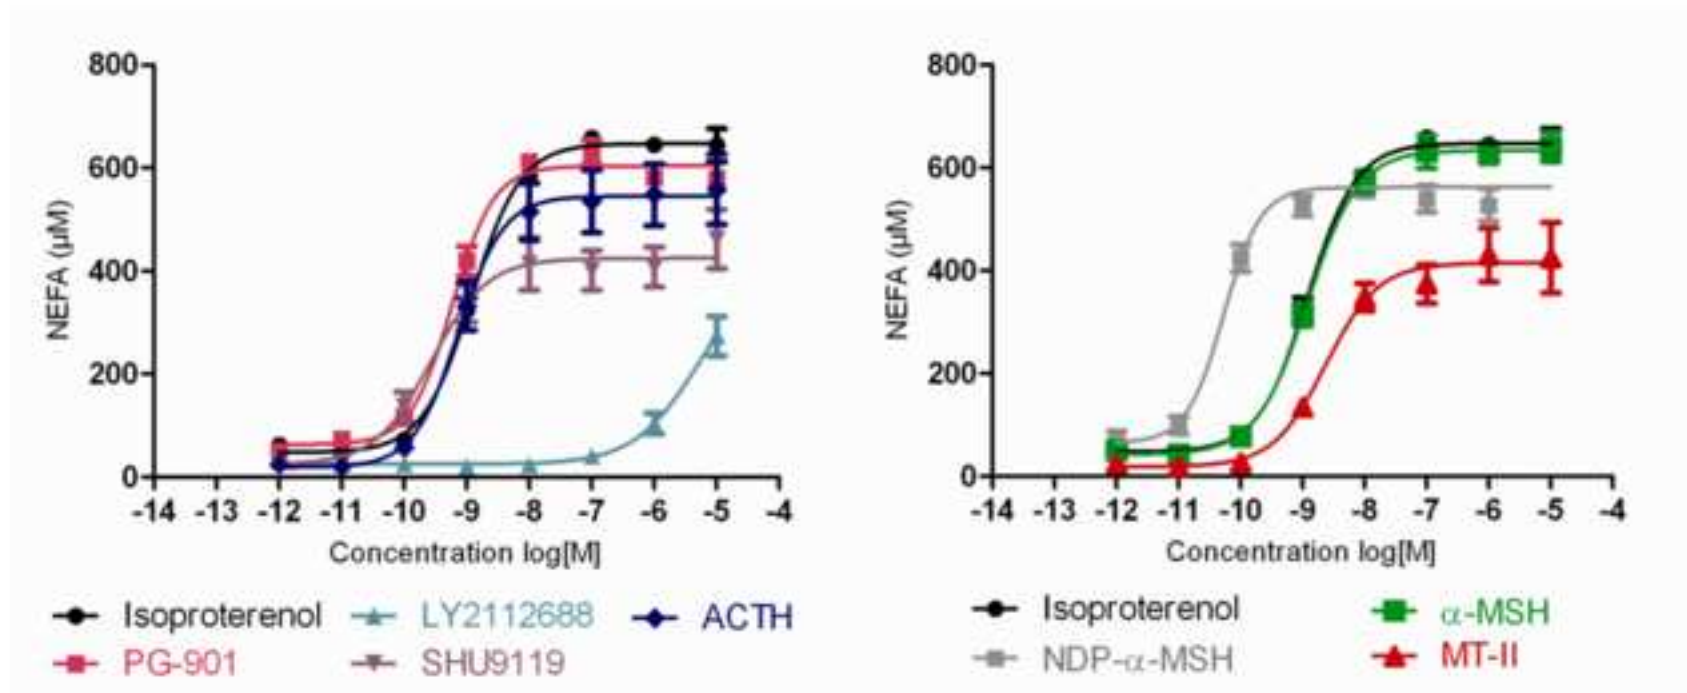 800
600
400
200
0
NEFA (µM)
-14 -13 -12 -11 -10 -9 -8 -7 -6 -5 -4
Concentration log[M]
Isoproterenol LY2112688 ACTH
PG-901 SHU9119
800
600
400
200
0
NEFA (µM)
-14 -13 -12 -11 -10 -9 -8 -7 -6 -5 -4
Concentration log[M]
Isoproterenol α-MSH
NDP-α-MSH MT-II